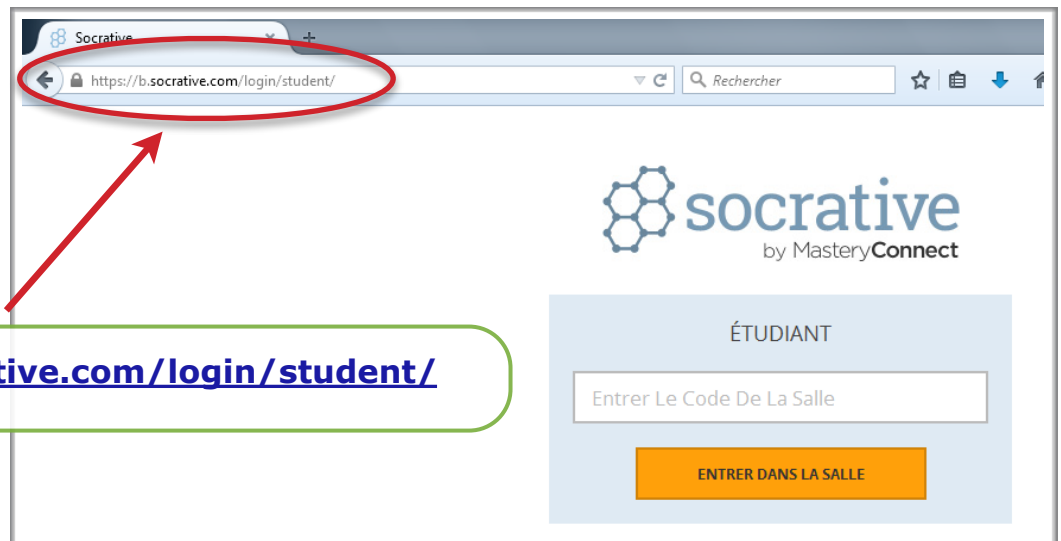 Socrative
https://b.socrative.com/login/student/
Rechercher
socrative
by MasteryConnect
ÉTUDIANT
tive.com/login/student/
Entrer Le Code De La Salle
ENTRER DANS LA SALLE